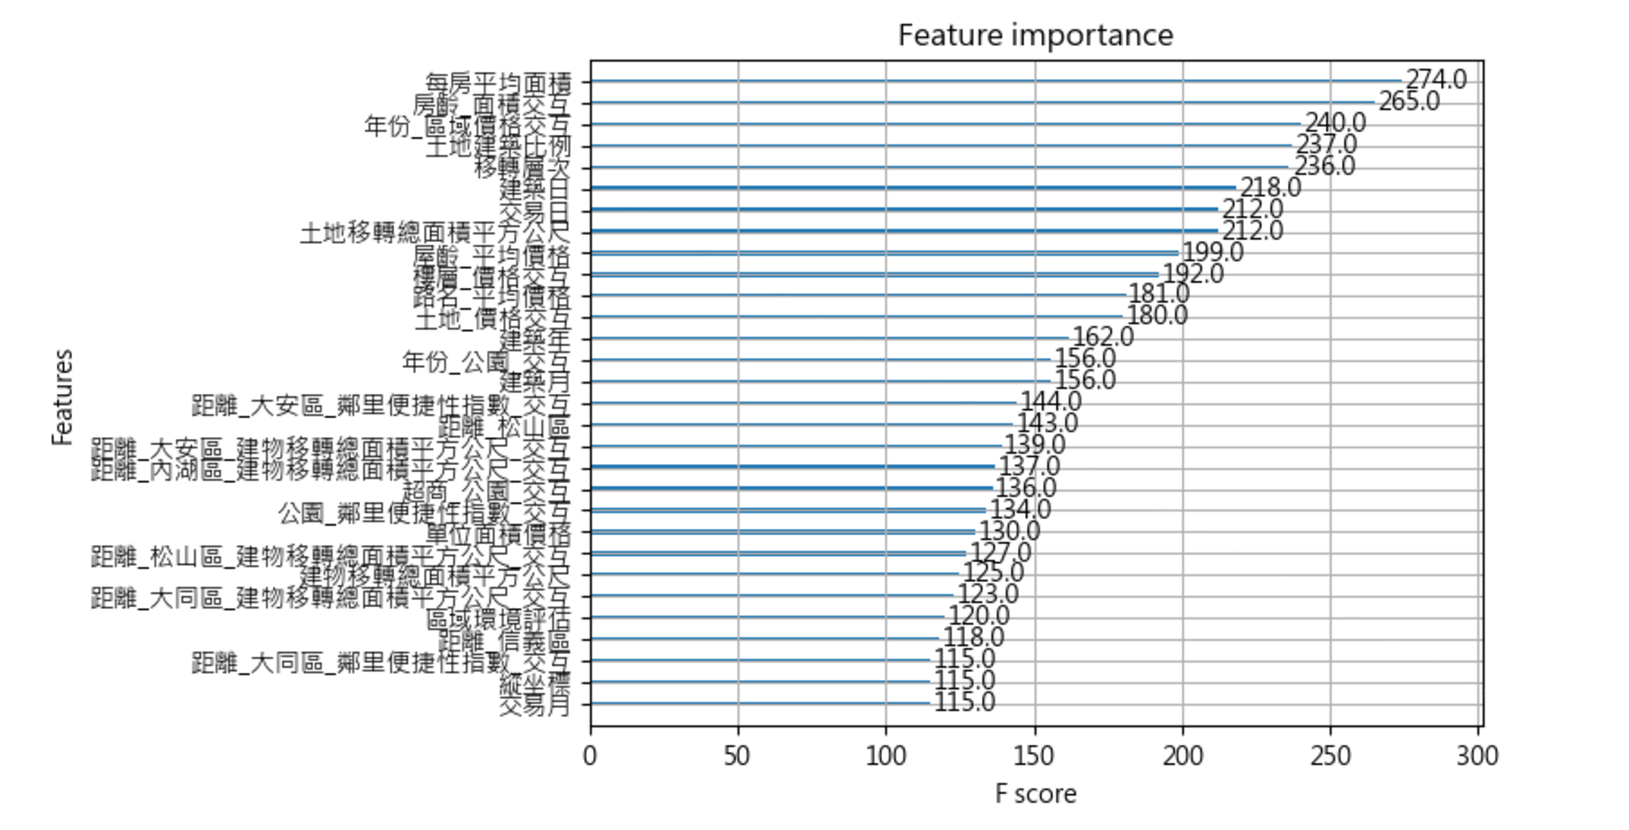 Feature importance
每房平均面積 274.0
房齡_面積交互 265.0
年份_區域價格交互 240.0
土地建築比例 237.0
移轉層次 236.0
建築日 218.0
交易日 212.0
土地移轉總面積平方公尺 212.0
屋齡_平均價格 199.0
樓層_價格交互 192.0
路名_平均價格 181.0
土地_價格交互 180.0
建築年 162.0
年份_公園_交互 156.0
建築月 156.0
距離_大安區_鄰里便捷性指數_交互 144.0
距離_松山區 143.0
距離_大安區_建物移轉總面積平方公尺_交互 139.0
距離_內湖區_建物移轉總面積平方公尺_交互 137.0
超商_公園_交互 136.0
公園_鄰里便捷性指數_交互 134.0
單位面積價格 130.0
距離_松山區_建物移轉總面積平方公尺_交互 127.0
建物移轉總面積平方公尺 125.0
距離_大同區_建物移轉總面積平方公尺_交互 123.0
區域環境評估 120.0
距離_信義區 118.0
距離_大同區_鄰里便捷性指數_交互 115.0
縱坐標 115.0
交易月 115.0
Features
0 50 100 150 200 250 300
F score